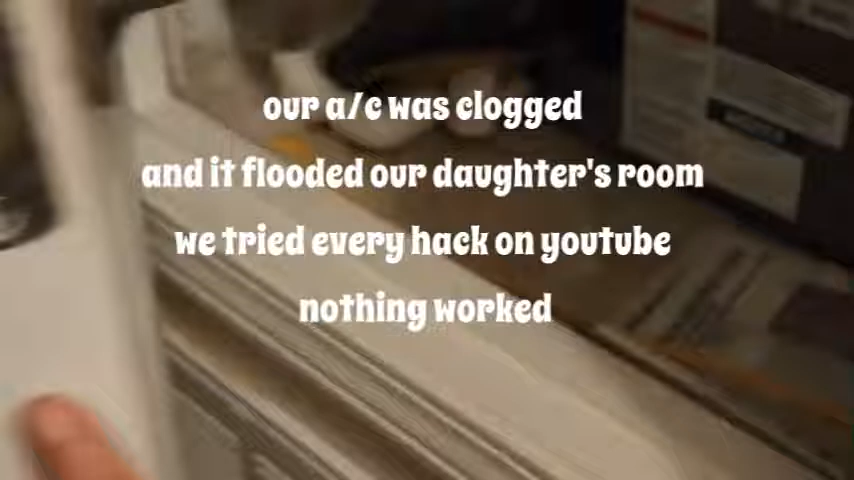 our a/c was clogged
and it flooded our daughter's room
we tried every hack on youtube
nothing worked